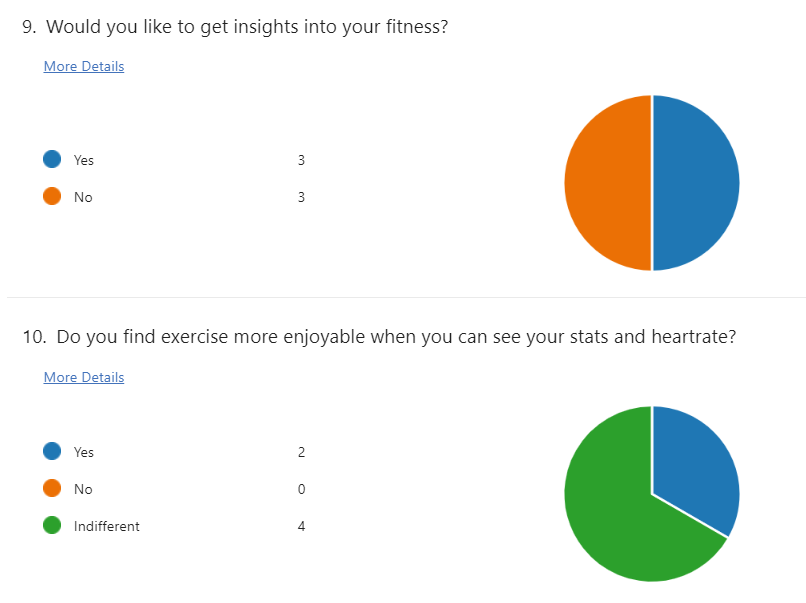 9. Would you like to get insights into your fitness?
More Details
Yes 3
No 3
10. Do you find exercise more enjoyable when you can see your stats and heartrate?
More Details
Yes 2
No 0
Indifferent 4